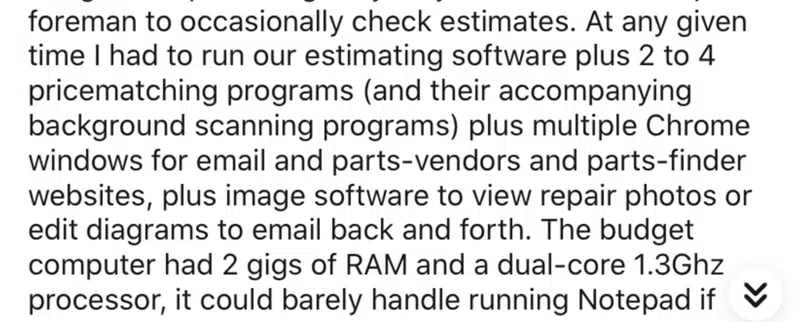 foreman to occasionally check estimates. At any given
time I had to run our estimating software plus 2 to 4
pricematching programs (and their accompanying
background scanning programs) plus multiple Chrome
windows for email and parts-vendors and parts-finder
websites, plus image software to view repair photos or
edit diagrams to email back and forth. The budget
computer had 2 gigs of RAM and a dual-core 1.3Ghz
processor, it could barely handle running Notepad if